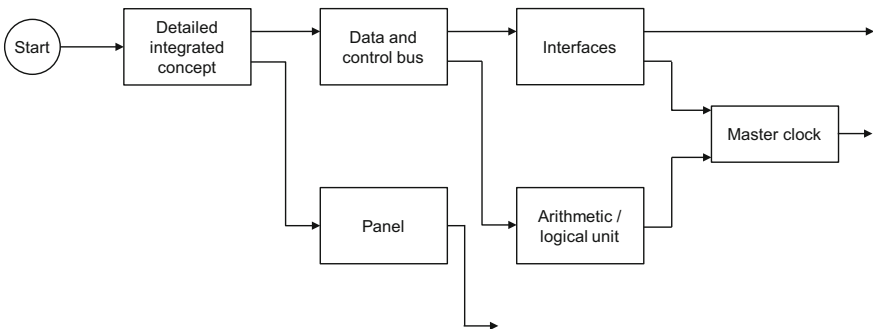 Start
Detailed
integrated
concept
Data and
control bus
Interfaces
Master clock
Panel
Arithmetic /
logical unit